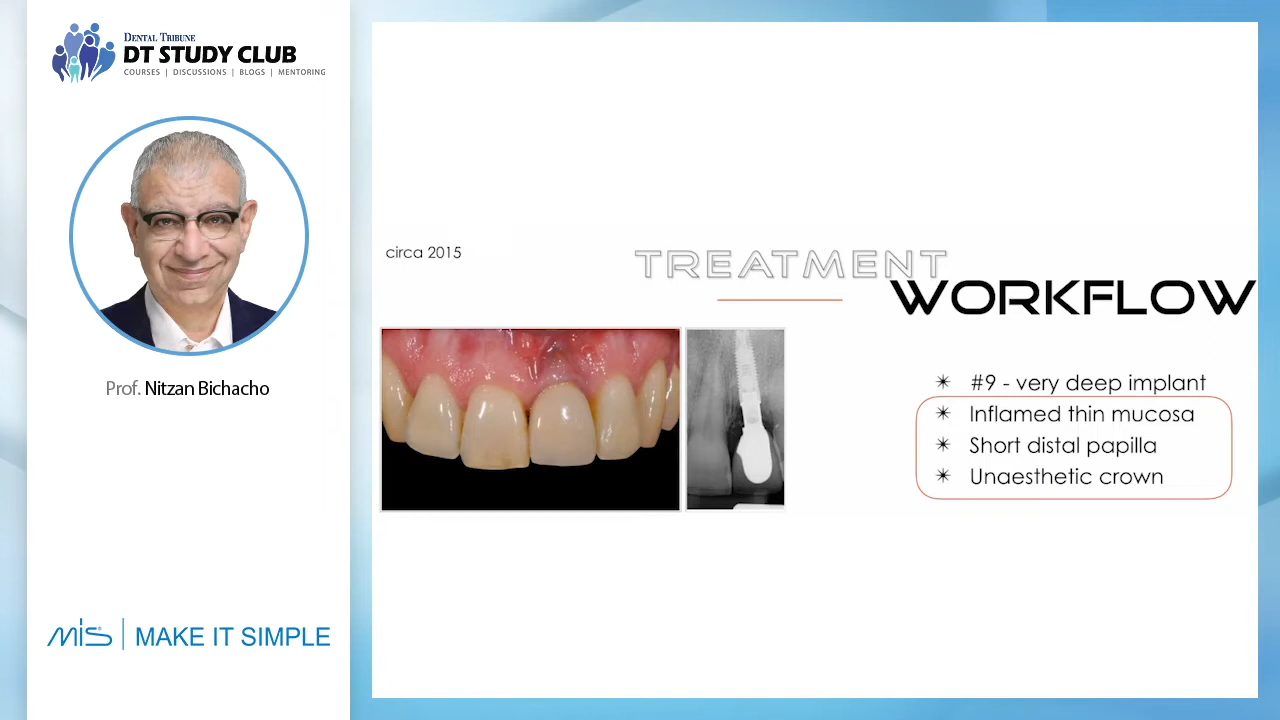 DENTAL TRIBUNE
DT STUDY CLUB
COURSES | DISCUSSIONS | BLOGS | MENTORING
Prof. Nitzan Bichacho
mis® | MAKE IT SIMPLE
circa 2015
TREATMENT
WORKFLOW
✴ #9 - very deep implant
✴ Inflamed thin mucosa
✴ Short distal papilla
✴ Unaesthetic crown